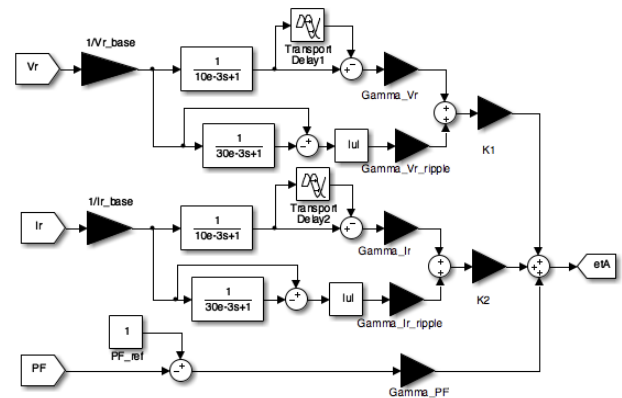 1/Vr_base
Vr
1
10e-3s+1
Transport
Delay1
+
-
Gamma_Vr
1
30e-3s+1
-
+
|u|
Gamma_Vr_ripple
+
+
K1
1/Ir_base
Ir
1
10e-3s+1
Transport
Delay2
+
-
Gamma_Ir
1
30e-3s+1
-
+
|u|
Gamma_Ir_ripple
+
+
K2
+
+
+
etA
1
PF_ref
PF
+
-
Gamma_PF